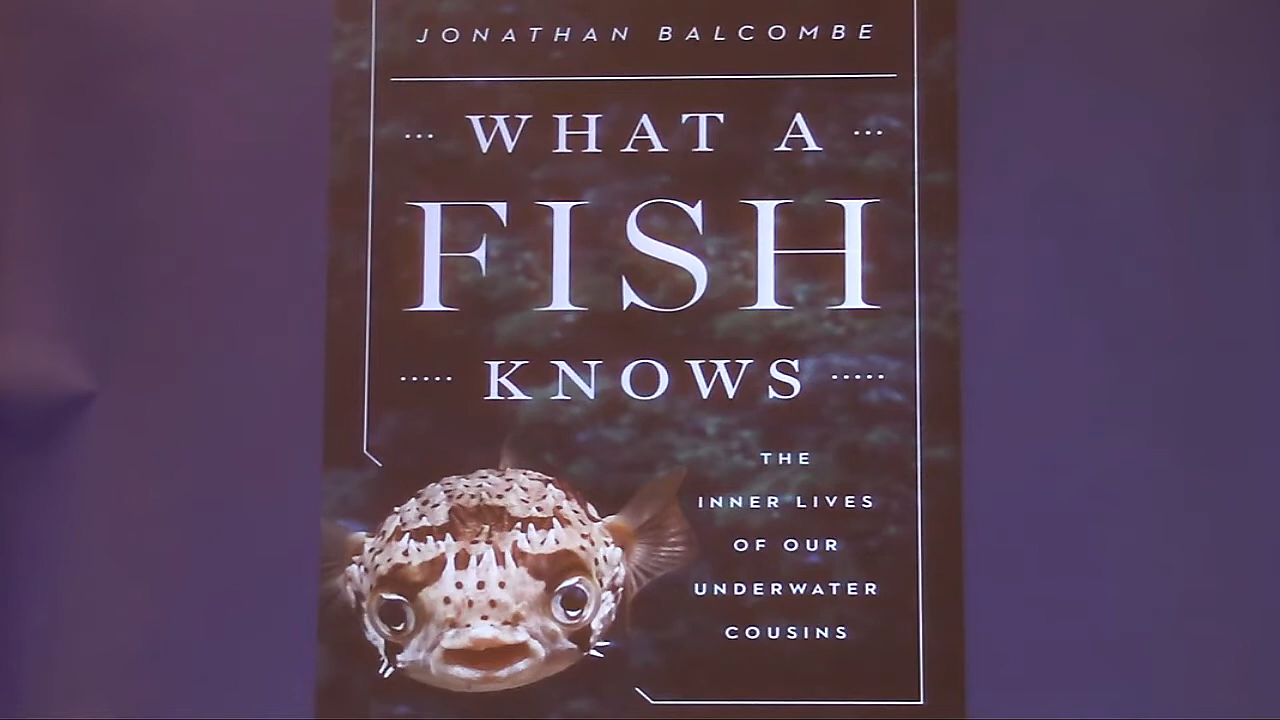 JONATHAN BALCOMBE
··· WHAT A ···
FISH
····· KNOWS ·····
THE
INNER LIVES
OF OUR
UNDERWATER
COUSINS